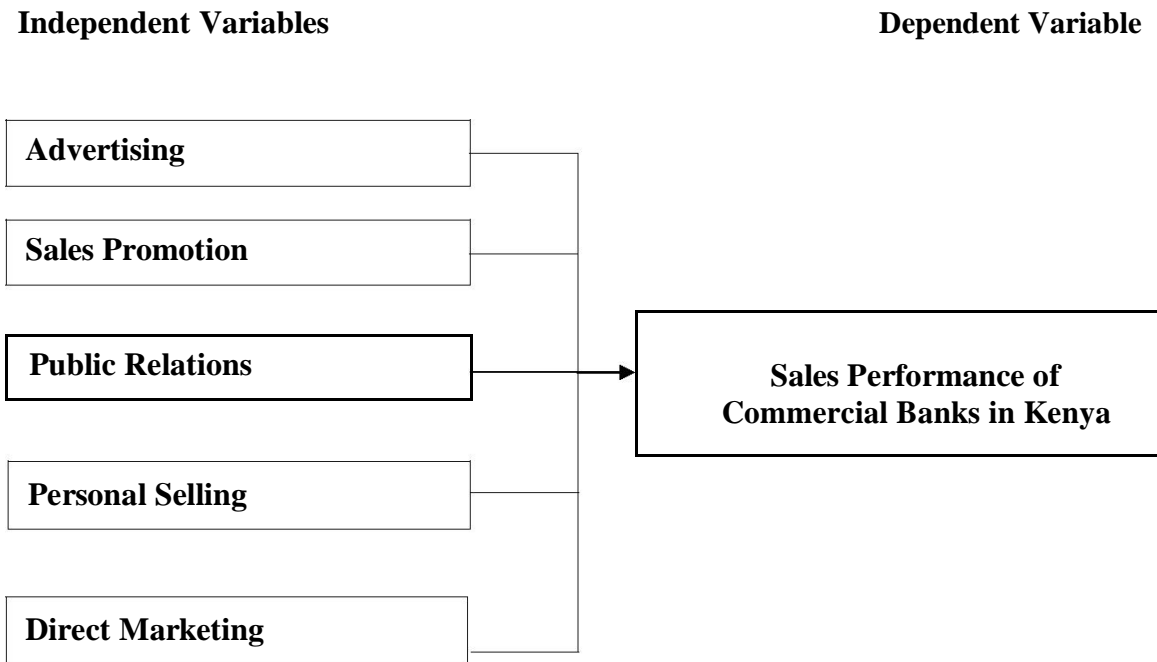 Independent Variables
Dependent Variable
Advertising
Sales Promotion
Public Relations
Sales Performance of
Commercial Banks in Kenya
Personal Selling
Direct Marketing